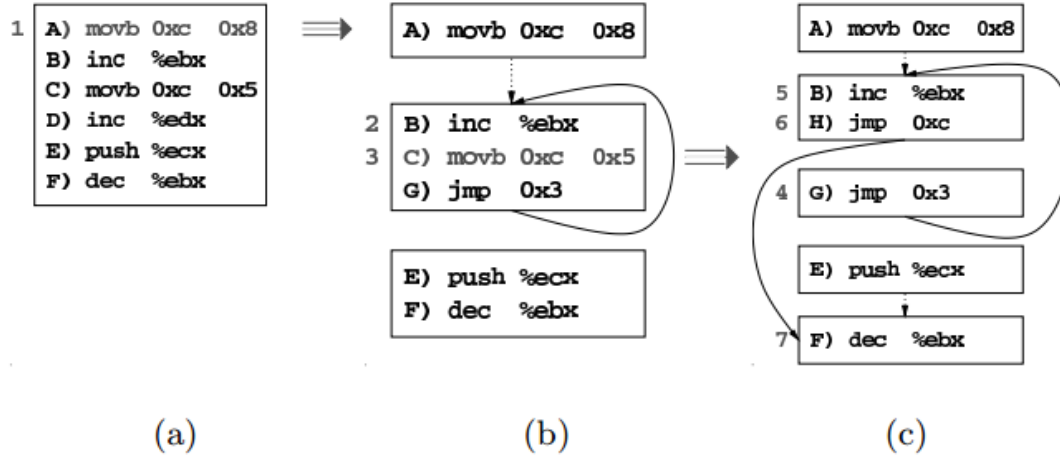 1 A) movb 0xc 0x8
B) inc %ebx
C) movb 0xc 0x5
D) inc %edx
E) push %ecx
F) dec %ebx
(a)
A) movb 0xc 0x8
2 B) inc %ebx
3 C) movb 0xc 0x5
G) jmp 0x3
E) push %ecx
F) dec %ebx
(b)
A) movb 0xc 0x8
5 B) inc %ebx
6 H) jmp 0xc
4 G) jmp 0x3
E) push %ecx
7 F) dec %ebx
(c)